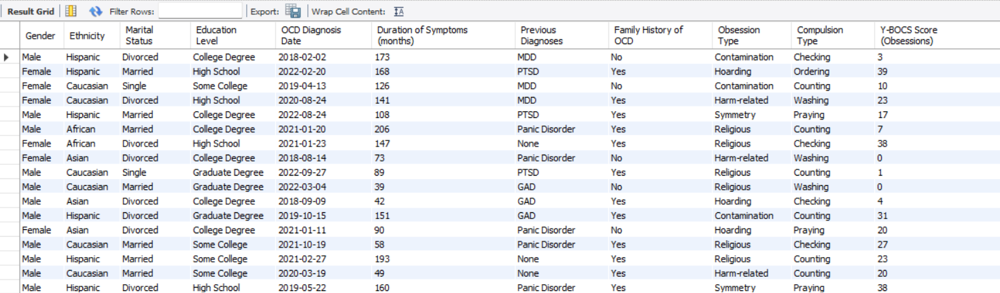 Result Grid Filter Rows: Export: Wrap Cell Content: IA
Gender Ethnicity Marital Status Education Level OCD Diagnosis Date Duration of Symptoms (months) Previous Diagnoses Family History of OCD Obsession Type Compulsion Type Y-BOCS Score (Obsessions)
Male Hispanic Divorced College Degree 2018-02-02 173 MDD No Contamination Checking 3
Female Hispanic Married High School 2022-02-20 168 PTSD Yes Hoarding Ordering 39
Female Caucasian Single Some College 2019-04-13 126 MDD No Contamination Counting 10
Female Caucasian Divorced High School 2020-08-24 141 MDD Yes Harm-related Washing 23
Male Hispanic Married College Degree 2022-08-24 108 PTSD Yes Symmetry Praying 17
Male African Married College Degree 2021-01-20 206 Panic Disorder Yes Religious Counting 7
Female African Divorced High School 2021-01-23 147 None Yes Religious Checking 38
Female Asian Divorced College Degree 2018-08-14 73 Panic Disorder No Harm-related Washing 0
Male Caucasian Single Graduate Degree 2022-09-27 89 PTSD Yes Religious Counting 1
Male Caucasian Married Graduate Degree 2022-03-04 39 GAD No Religious Washing 0
Male Asian Divorced College Degree 2018-09-09 42 GAD Yes Hoarding Checking 4
Male Hispanic Divorced Graduate Degree 2019-10-15 151 GAD Yes Contamination Counting 31
Female Asian Divorced College Degree 2021-01-11 90 Panic Disorder No Hoarding Praying 20
Male Caucasian Married Some College 2021-10-19 58 Panic Disorder Yes Religious Checking 27
Male Hispanic Married Some College 2021-02-27 193 None Yes Religious Counting 23
Male Caucasian Married Some College 2020-03-19 49 None Yes Harm-related Counting 20
Male Hispanic Divorced High School 2019-05-22 160 Panic Disorder Yes Symmetry Praying 38